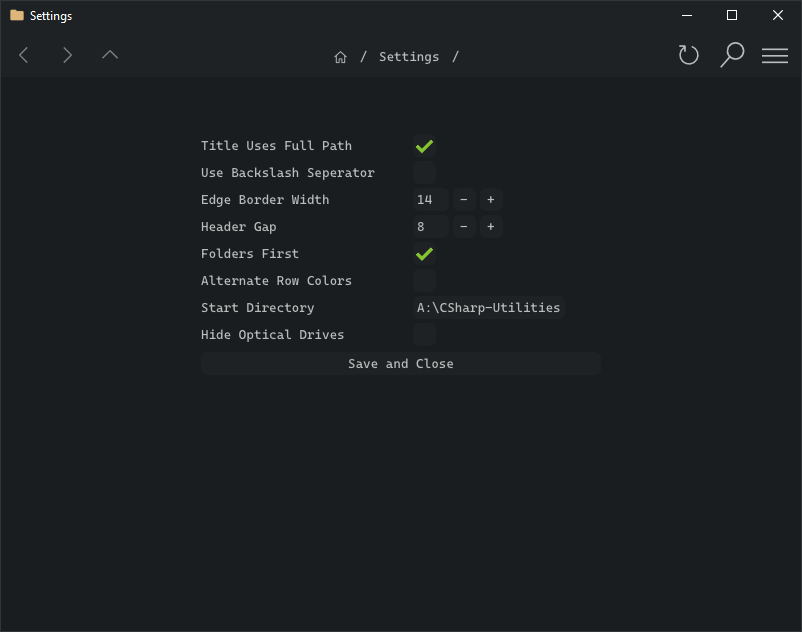 Settings
/ Settings /
Title Uses Full Path
Use Backslash Seperator
Edge Border Width 14 - +
Header Gap 8 - +
Folders First
Alternate Row Colors
Start Directory A:\CSharp-Utilities
Hide Optical Drives
Save and Close